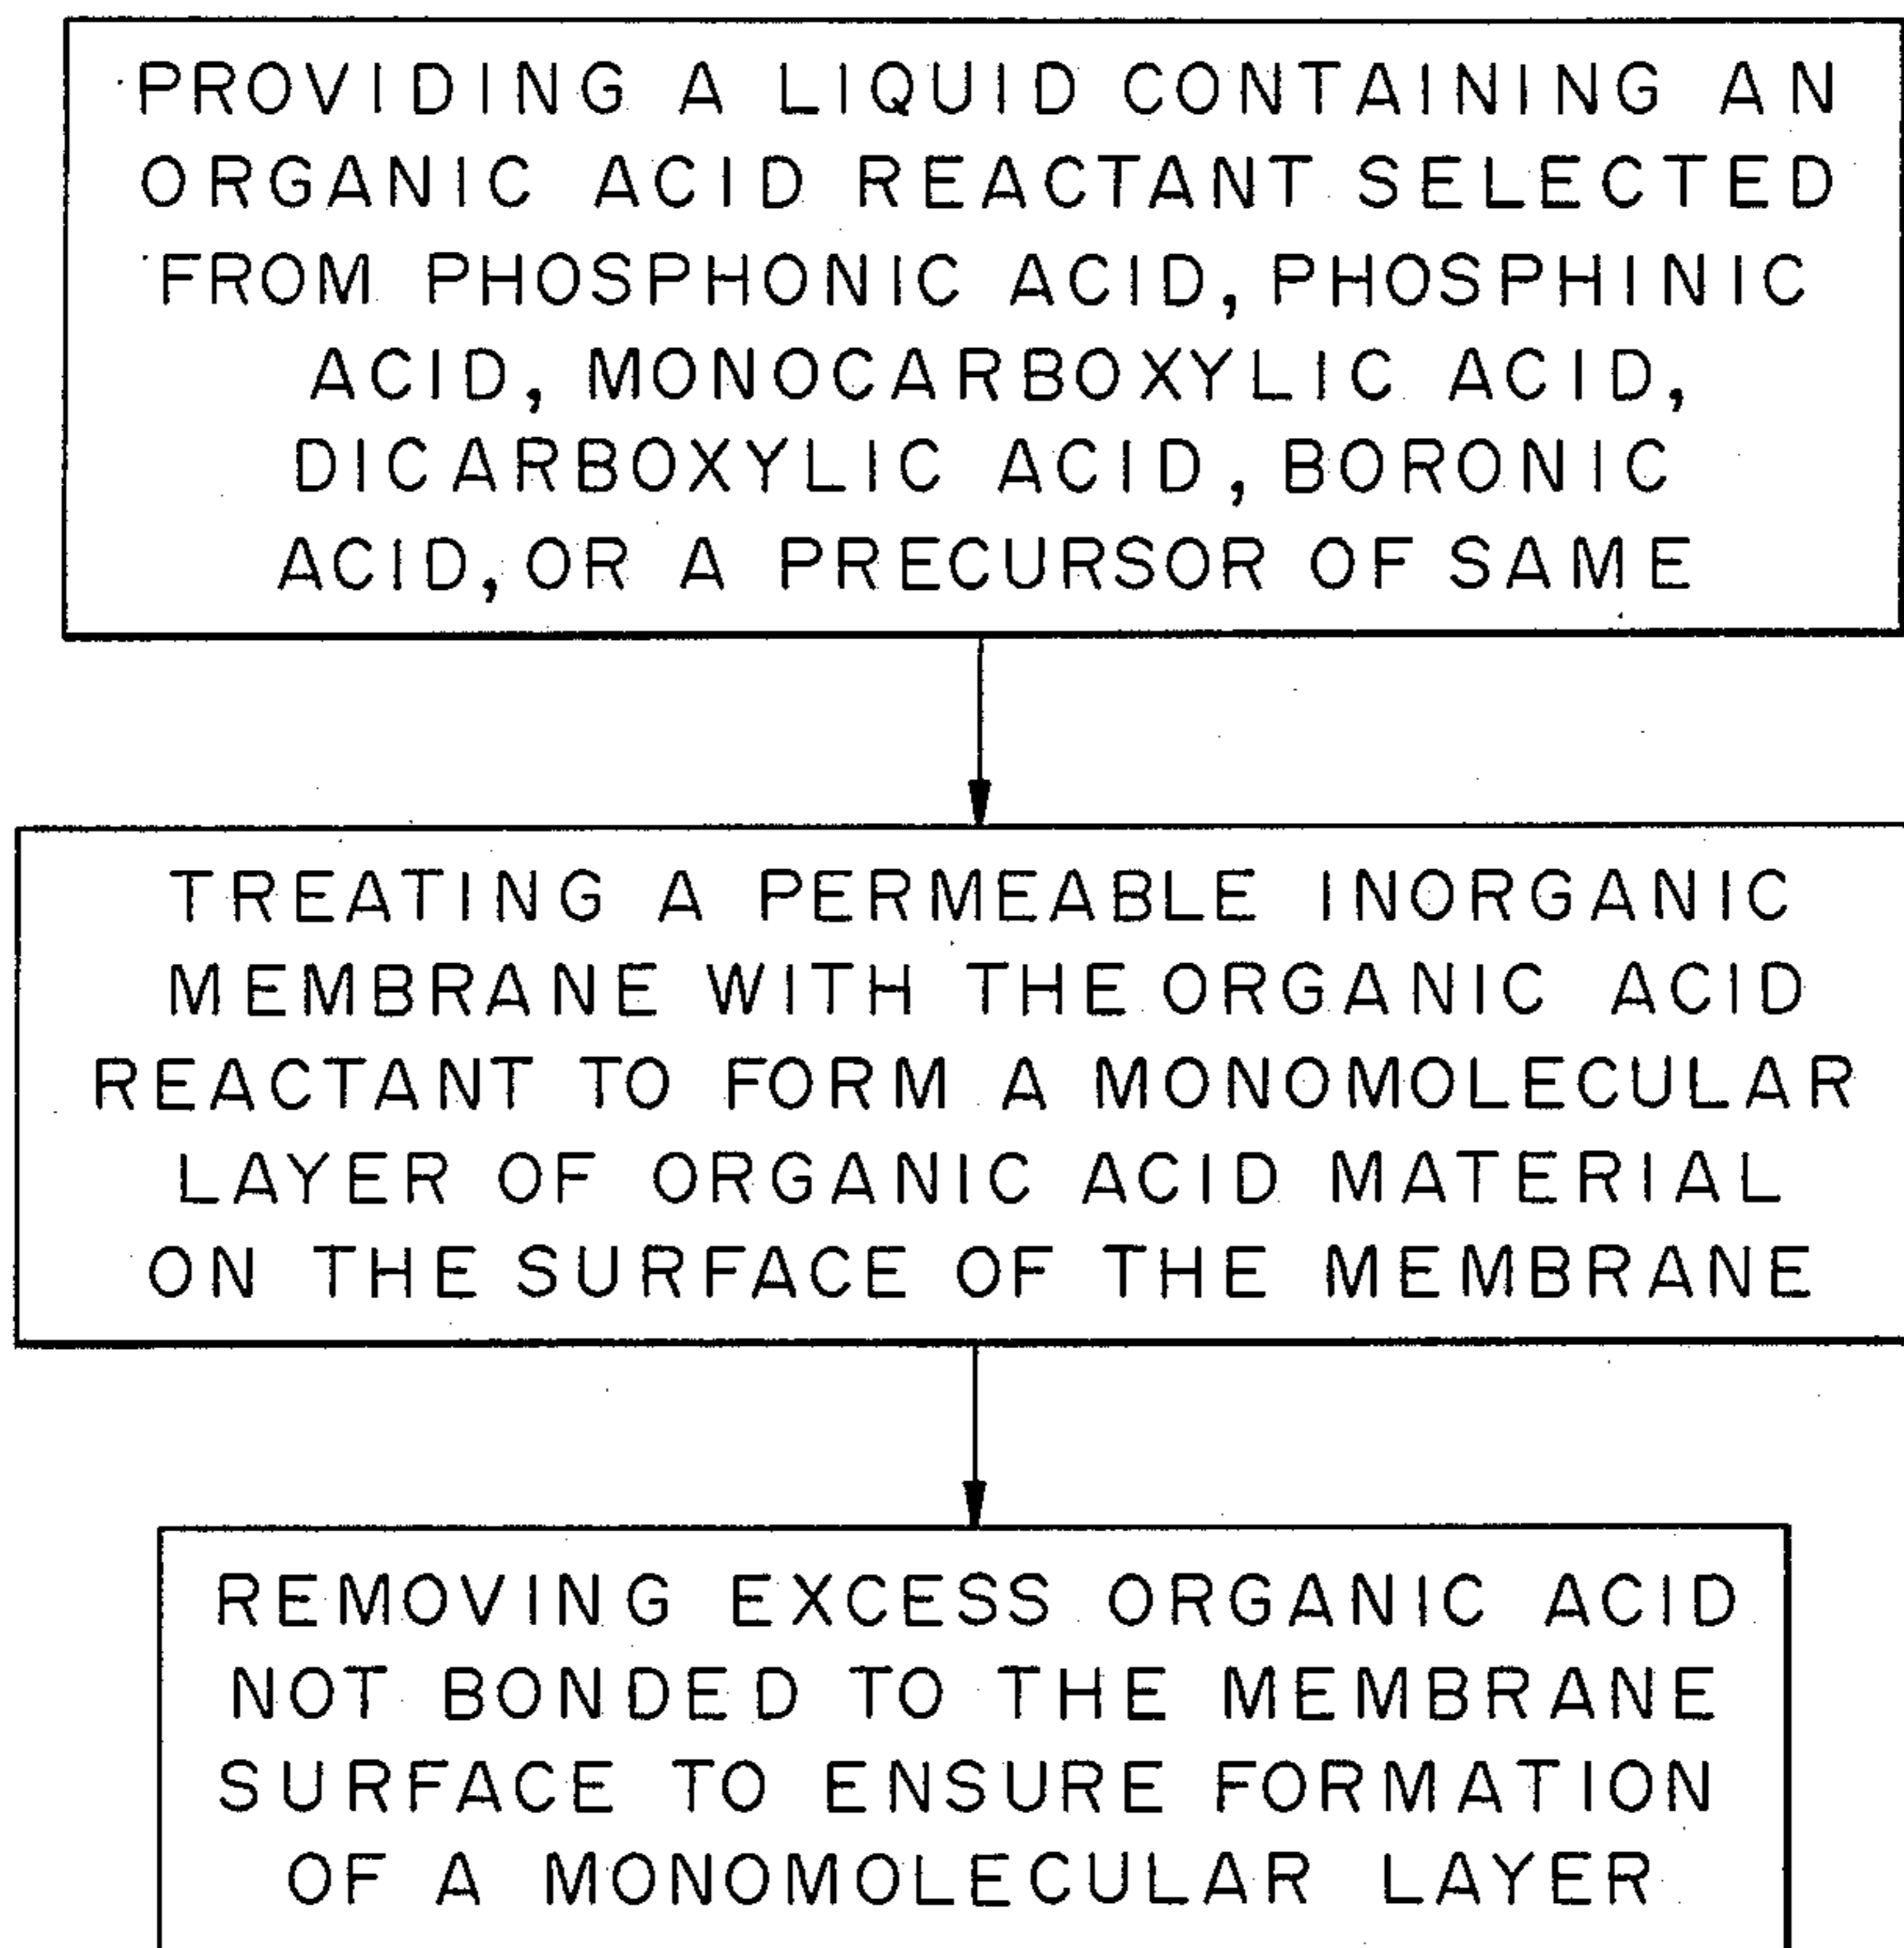 PROVIDING A LIQUID CONTAINING AN
ORGANIC ACID REACTANT SELECTED
FROM PHOSPHONIC ACID, PHOSPHINIC
ACID, MONOCARBOXYLIC ACID,
DICARBOXYLIC ACID, BORONIC
ACID, OR A PRECURSOR OF SAME
TREATING A PERMEABLE INORGANIC
MEMBRANE WITH THE ORGANIC ACID
REACTANT TO FORM A MONOMOLECULAR
LAYER OF ORGANIC ACID MATERIAL
ON THE SURFACE OF THE MEMBRANE
REMOVING EXCESS ORGANIC ACID
NOT BONDED TO THE MEMBRANE
SURFACE TO ENSURE FORMATION
OF A MONOMOLECULAR LAYER